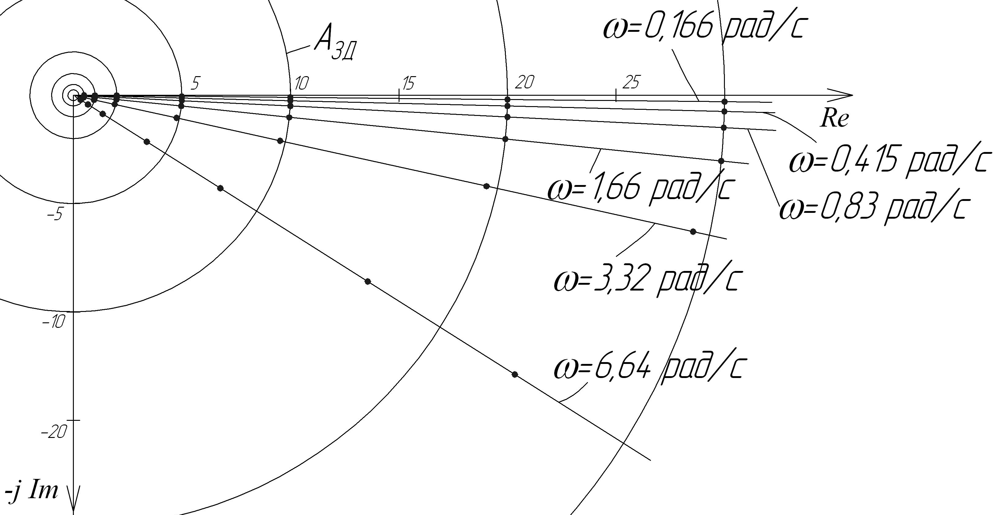 ω=0,166 рад/с
A ЗД
5
10
15
20
25
Re
ω=0,415 рад/с
ω=1,66 рад/с
ω=0,83 рад/с
-5
ω=3,32 рад/с
-10
ω=6,64 рад/с
-20
-j Im